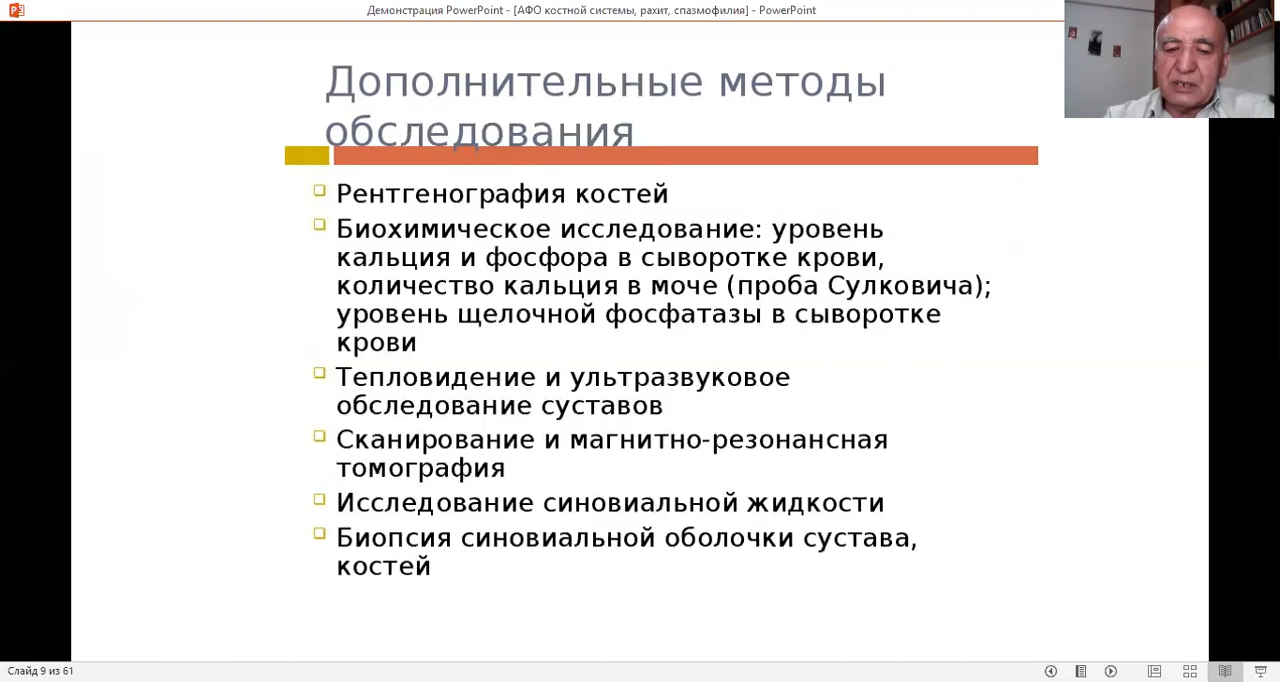 Демонстрация PowerPoint - [АФО костной системы, рахит, спазмофилия] - PowerPoint
Дополнительные методы
обследования
Рентгенография костей
Биохимическое исследование: уровень
кальция и фосфора в сыворотке крови,
количество кальция в моче (проба Сулковича);
уровень щелочной фосфатазы в сыворотке
крови
Тепловидение и ультразвуковое
обследование суставов
Сканирование и магнитно-резонансная
томография
Исследование синовиальной жидкости
Биопсия синовиальной оболочки сустава,
костей
Слайд 9 из 61